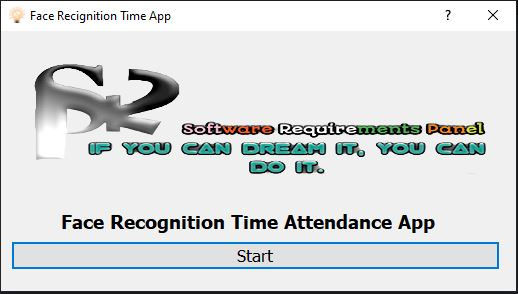 Face Recignition Time App
Software Requirements Panel
IF YOU CAN DREAM IT, YOU CAN
DO IT.
Face Recognition Time Attendance App
Start